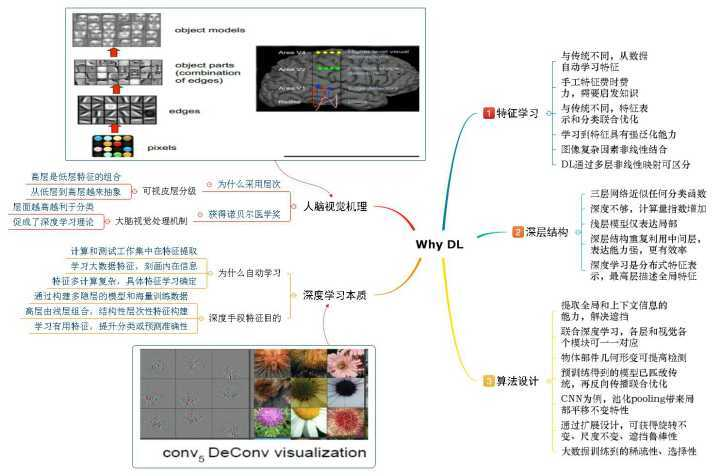 object models
object parts
(combination
of edges)
edges
pixels
Area V4
Area V2
Area V1
Retina
高层是低层特征的组合
从低层到高层越来抽象
可视皮层分级
为什么采用层次
层面越高越利于分类
促成了深度学习理论
大脑视觉处理机制
获得诺贝尔医学奖
人脑视觉机理
计算和测试工作集中在特征提取
学习大数据特征，刻画内在信息
特征多计算复杂，具体特征学习确定
为什么自动学习
通过构建多隐层的模型和海量训练数据
高层由浅层组合，结构性层次性特征构建
学习有用特征，提升分类或预测准确性
深度手段特征目的
深度学习本质
conv5 DeConv visualization
Why DL
1 特征学习
与传统不同，从数据
自动学习特征
手工特征费时费
力，需要启发知识
与传统不同，特征表
示和分类联合优化
学习到特征具有强泛化能力
图像复杂因素非线性结合
DL通过多层非线性映射可区分
2 深层结构
三层网络近似任何分类函数
深度不够，计算量指数增加
浅层模型仅表达局部
深层结构重复利用中间层，
表达能力强，更有效率
深度学习是分布式特征表
示，最高层描述全局特征
3 算法设计
提取全局和上下文信息的
能力，解决遮挡
联合深度学习，各层和视觉各
个模块可一一对应
物体部件几何形变可提高检测
预训练得到的模型已匹敌传
统，再反向传播联合优化
CNN为例，池化pooling带来局
部平移不变特性
通过扩展设计，可获得旋转不
变、尺度不变、遮挡鲁棒性
大数据训练到的稀疏性、选择性